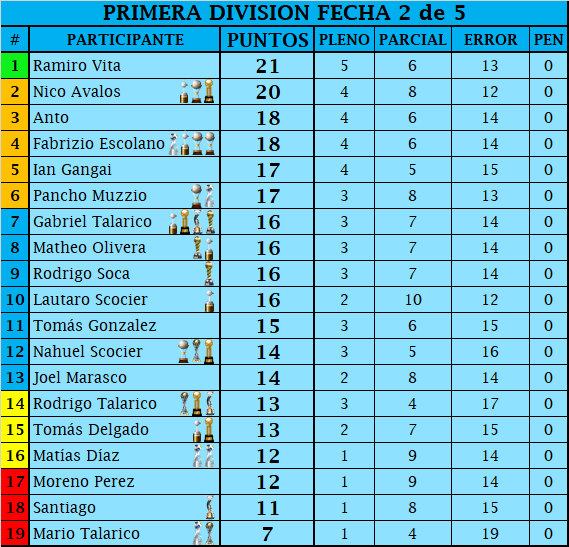 PRIMERA DIVISION FECHA 2 de 5
# PARTICIPANTE PUNTOS PLENO PARCIAL ERROR PEN
1 Ramiro Vita 21 5 6 13 0
2 Nico Avalos 20 4 8 12 0
3 Anto 18 4 6 14 0
4 Fabrizio Escolano 18 4 6 14 0
5 Ian Gangai 17 4 5 15 0
6 Pancho Muzzio 17 3 8 13 0
7 Gabriel Talarico 16 3 7 14 0
8 Matheo Olivera 16 3 7 14 0
9 Rodrigo Soca 16 3 7 14 0
10 Lautaro Scocier 16 2 10 12 0
11 Tomás Gonzalez 15 3 6 15 0
12 Nahuel Scocier 14 3 5 16 0
13 Joel Marasco 14 2 8 14 0
14 Rodrigo Talarico 13 3 4 17 0
15 Tomás Delgado 13 2 7 15 0
16 Matías Díaz 12 1 9 14 0
17 Moreno Perez 12 1 9 14 0
18 Santiago 11 1 8 15 0
19 Mario Talarico 7 1 4 19 0